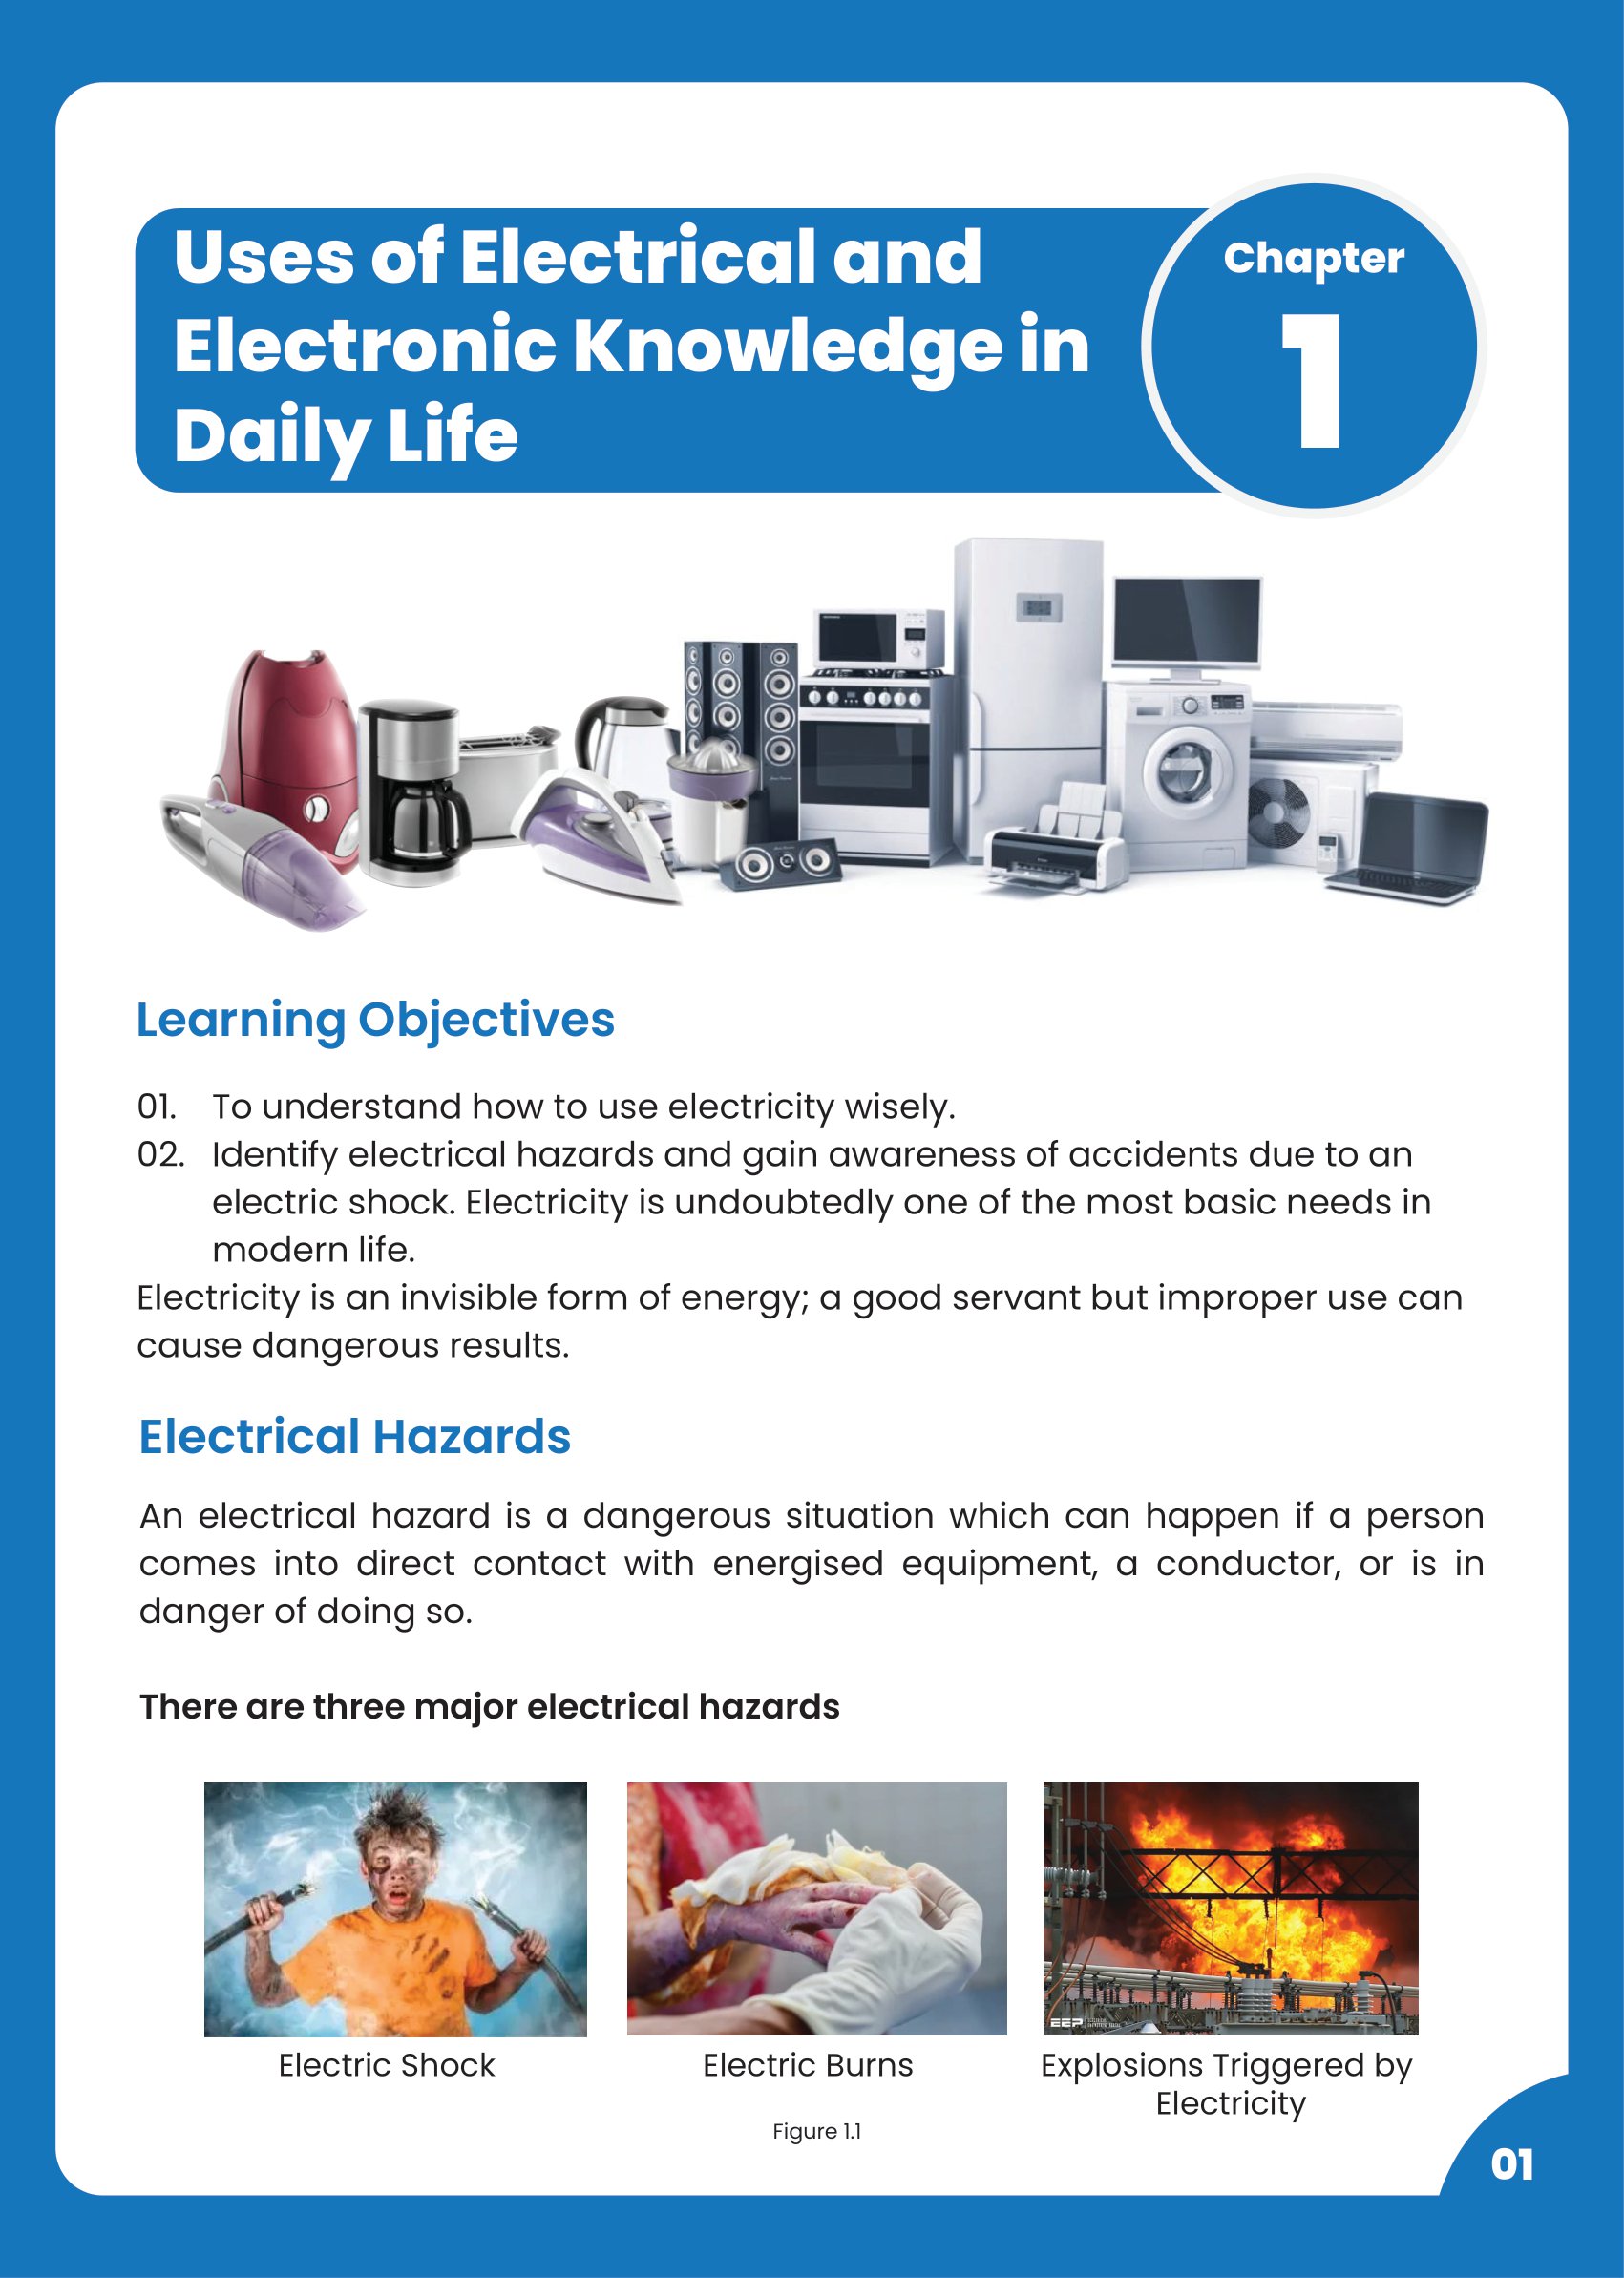 Uses of Electrical and
Electronic Knowledge in
Daily Life
Chapter
1
Learning Objectives
01. To understand how to use electricity wisely.
02. Identify electrical hazards and gain awareness of accidents due to an
electric shock. Electricity is undoubtedly one of the most basic needs in
modern life.
Electricity is an invisible form of energy; a good servant but improper use can
cause dangerous results.
Electrical Hazards
An electrical hazard is a dangerous situation which can happen if a person
comes into direct contact with energised equipment, a conductor, or is in
danger of doing so.
There are three major electrical hazards
EEP
Electric Shock
Electric Burns
Explosions Triggered by
Electricity
Figure 1.1
01